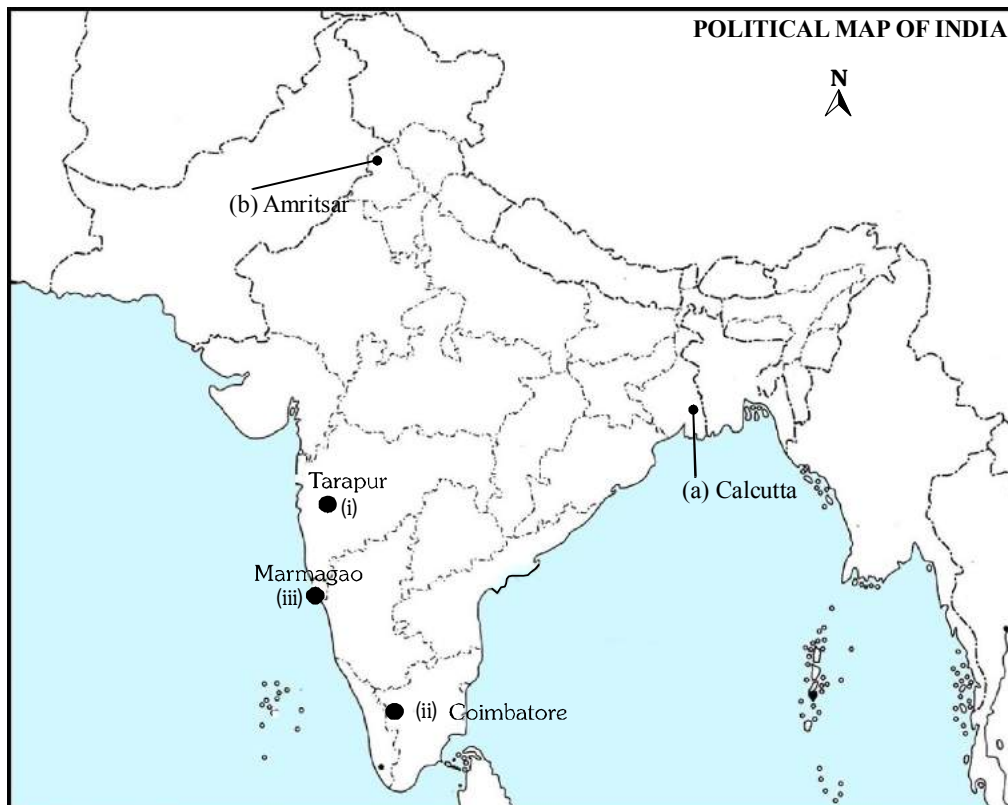 POLITICAL MAP OF INDIA
N
(b) Amritsar
Tarapur
(i)
(a) Calcutta
Marmagao
(iii)
(ii) Coimbatore